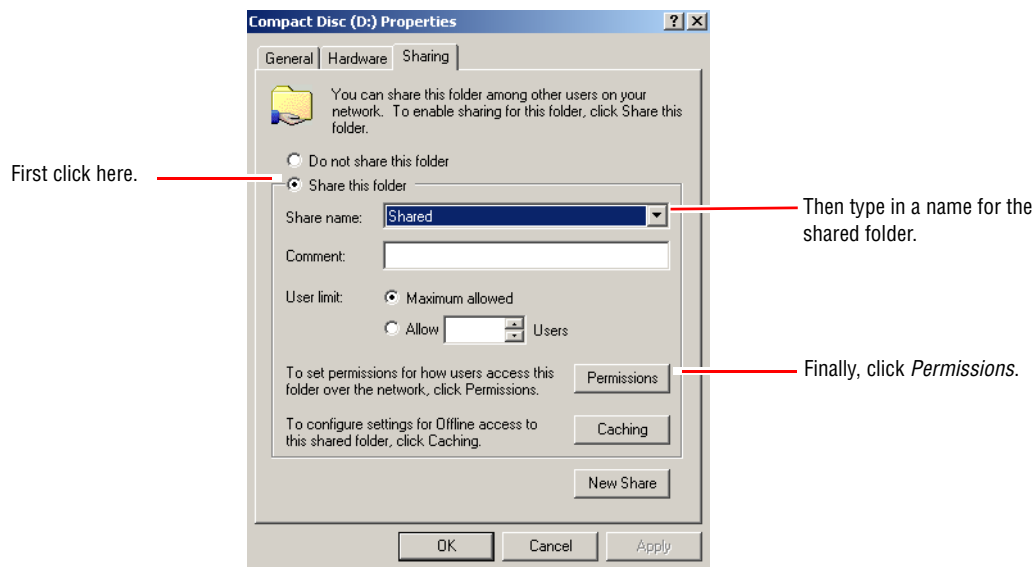 Compact Disc (D:) Properties
General Hardware Sharing
You can share this folder among other users on your
network. To enable sharing for this folder, click Share this
folder.
Do not share this folder
First click here.
Share this folder
Share name: Shared
Then type in a name for the
shared folder.
Comment:
User limit: Maximum allowed
Allow Users
To set permissions for how users access this
folder over the network, click Permissions.
Permissions
Finally, click Permissions.
To configure settings for Offline access to
this shared folder, click Caching.
Caching
New Share
OK Cancel Apply